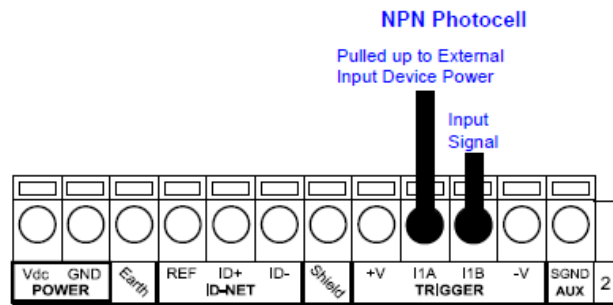 NPN Photocell
Pulled up to External
Input Device Power
Input
Signal
Vdc GND Earth REF ID+ ID- Shield +V I1A I1B -V SGND 2
POWER ID-NET TRIGGER AUX